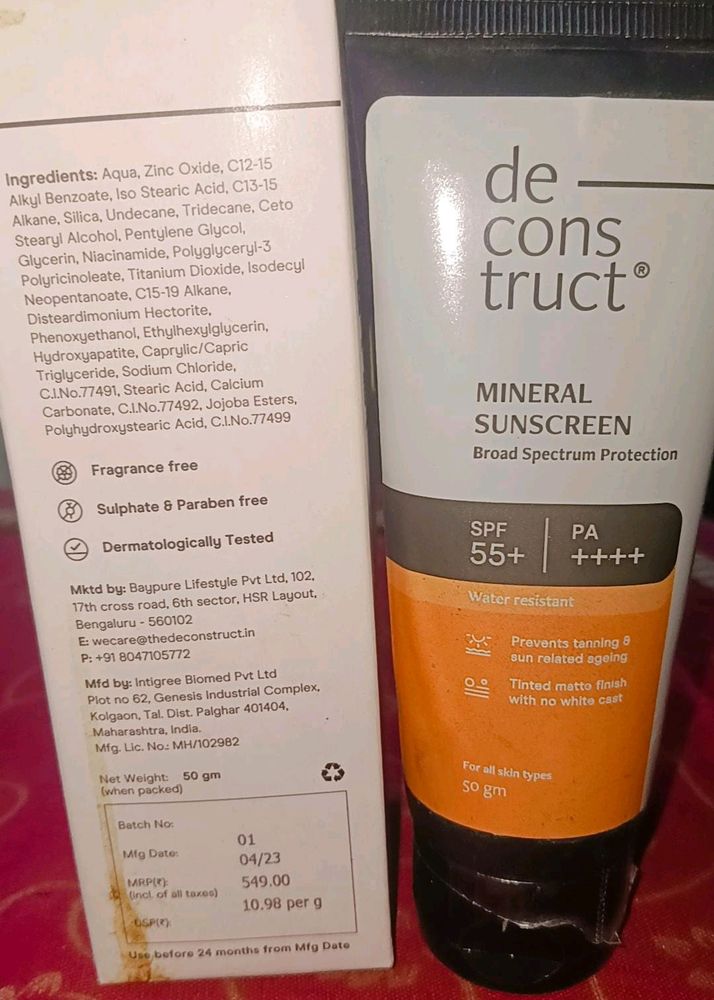 Ingredients: Aqua, Zinc Oxide, C12-15
Alkyl Benzoate, Iso Stearic Acid, C13-15
Alkane, Silica, Undecane, Tridecane, Ceto
Stearyl Alcohol, Pentylene Glycol,
Glycerin, Niacinamide, Polyglyceryl-3
Polyricinoleate, Titanium Dioxide, Isodecyl
Neopentanoate, C15-19 Alkane,
Disteardimonium Hectorite,
Phenoxyethanol, Ethylhexylglycerin,
Hydroxyapatite, Caprylic/Capric
Triglyceride, Sodium Chloride,
C.I.No.77491, Stearic Acid, Calcium
Carbonate, C.I.No.77492, Jojoba Esters,
Polyhydroxystearic Acid, C.I.No.77499
Fragrance free
Sulphate & Paraben free
Dermatologically Tested
Mktd by: Baypure Lifestyle Pvt Ltd, 102,
17th cross road, 6th sector, HSR Layout,
Bengaluru - 560102
E: wecare@thedeconstruct.in
P: +91 8047105772
Mfd by: Intigree Biomed Pvt Ltd
Plot no 62, Genesis Industrial Complex,
Kolgaon, Tal. Dist. Palghar 401404,
Maharashtra, India.
Mfg. Lic. No.: MH/102982
Net Weight: 50 gm
(when packed)
Batch No: 01
Mfg Date: 04/23
MRP(₹): 549.00
(incl. of all taxes)
USP(₹): 10.98 per g
Use before 24 months from Mfg Date
de
cons
truct®
MINERAL
SUNSCREEN
Broad Spectrum Protection
SPF PA
55+ ++++
Water resistant
Prevents tanning &
sun related ageing
Tinted matte finish
with no white cast
For all skin types
50 gm